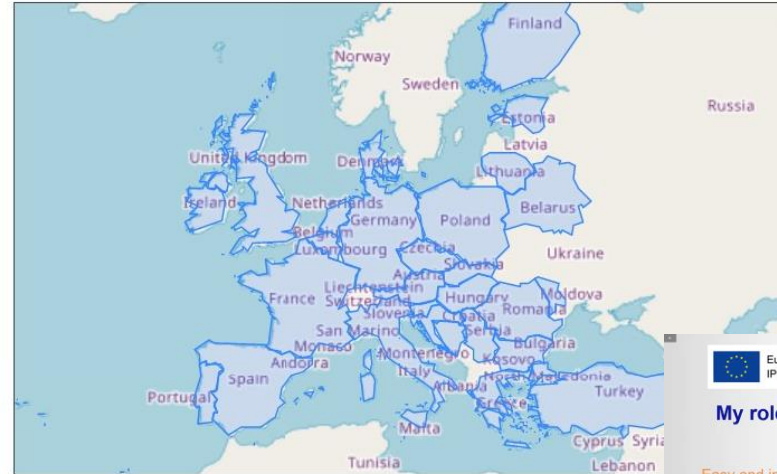 Finland
Norway
Sweden
Russia
Estonia
Latvia
United Kingdom
Denmark
Lithuania
Ireland
Netherlands
Belarus
Germany
Poland
Belgium
Luxembourg
Czechia
Ukraine
Slovakia
Austria
Liechtenstein
France
Switzerland
Hungary
Moldova
Slovenia
Croatia
Romania
San Marino
Serbia
Monaco
Bulgaria
Andorra
Montenegro
Kosovo
Italy
North Macedonia
Spain
Albania
Portugal
Greece
Turkey
Malta
Cyprus
Syria
Tunisia
Lebanon
Eu
IP
My role